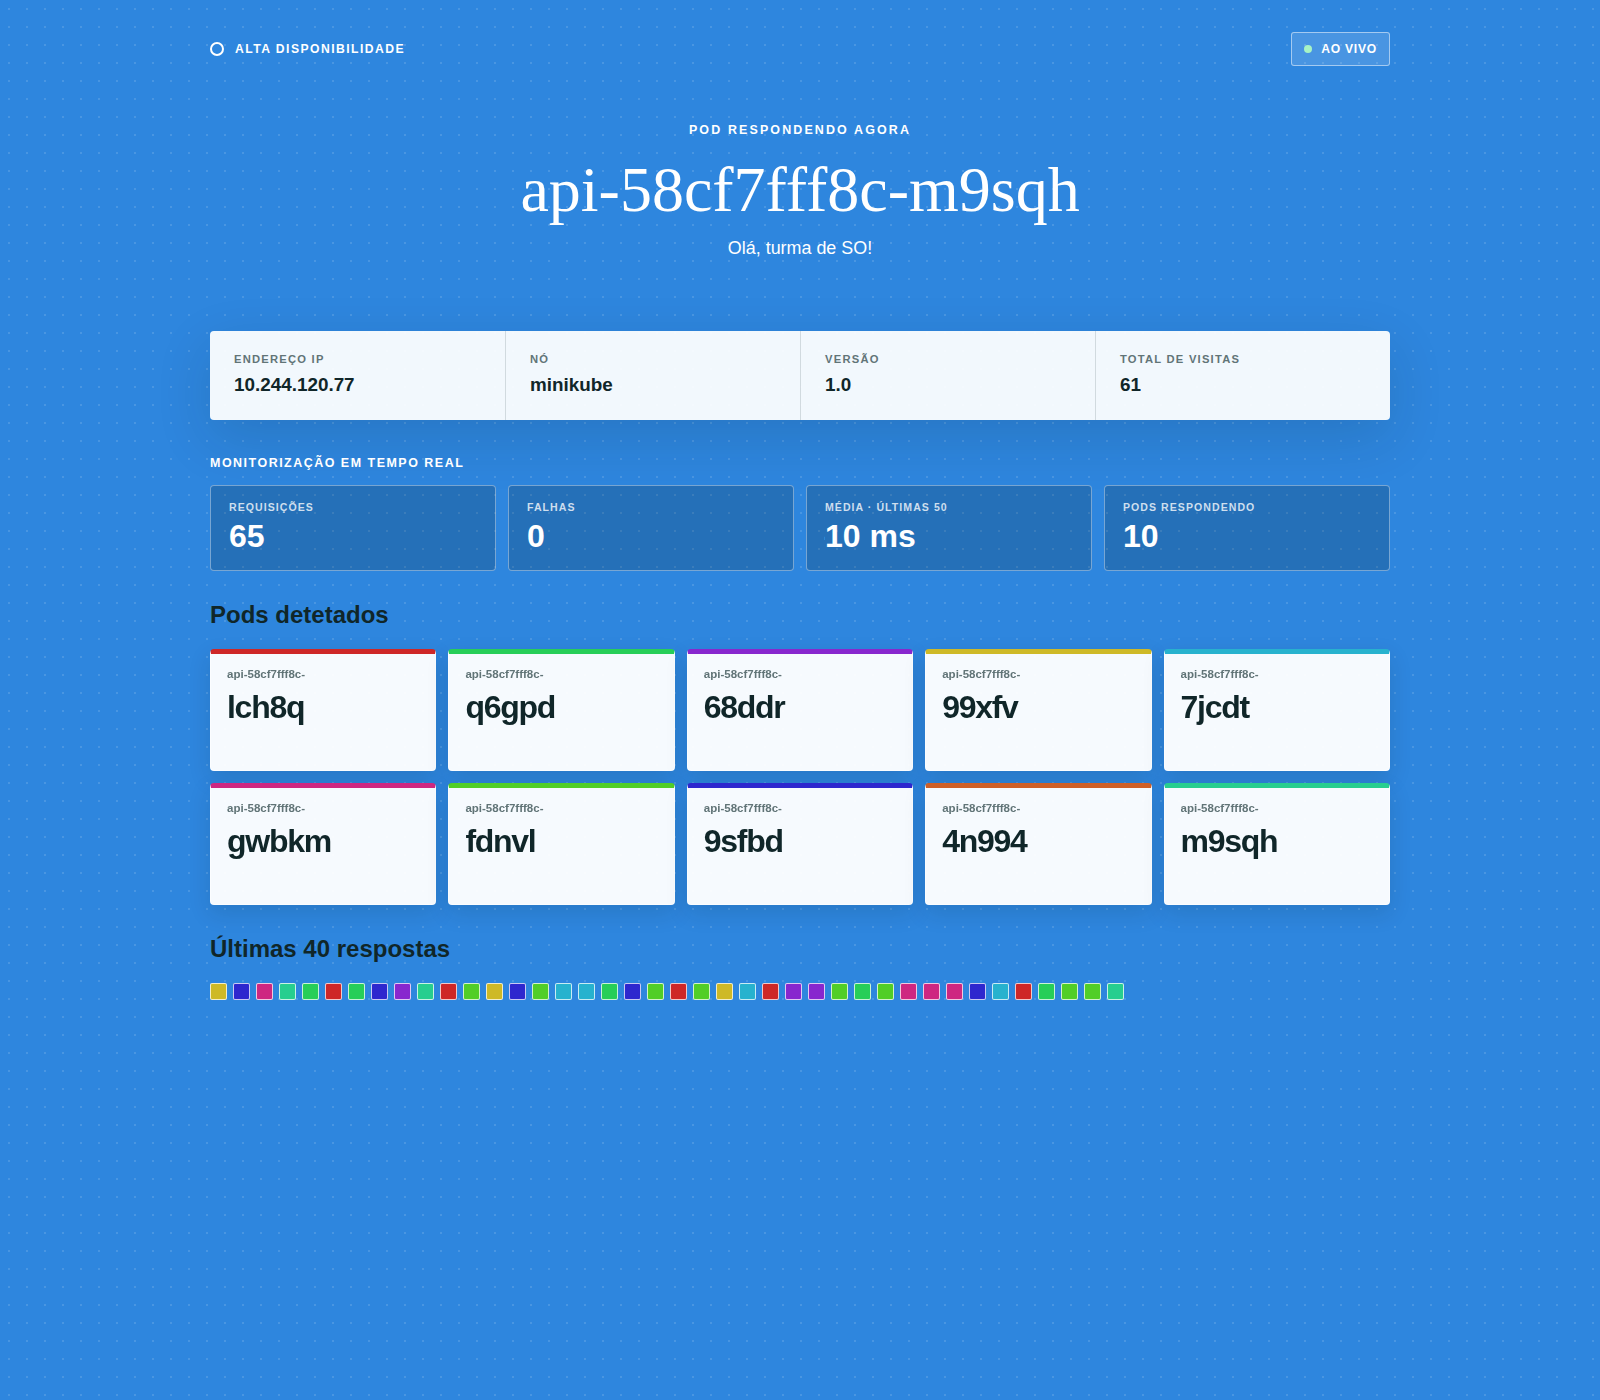 ALTA DISPONIBILIDADE
AO VIVO
POD RESPONDENDO AGORA
api-58cf7fff8c-m9sqh
Olá, turma de SO!
ENDEREÇO IP
10.244.120.77
NÓ
minikube
VERSÃO
1.0
TOTAL DE VISITAS
61
MONITORIZAÇÃO EM TEMPO REAL
REQUISIÇÕES
65
FALHAS
0
MÉDIA · ÚLTIMAS 50
10 ms
PODS RESPONDENDO
10
Pods detetados
api-58cf7fff8c-
lch8q
api-58cf7fff8c-
q6gpd
api-58cf7fff8c-
68ddr
api-58cf7fff8c-
99xfv
api-58cf7fff8c-
7jcdt
api-58cf7fff8c-
gwbkm
api-58cf7fff8c-
fdnvl
api-58cf7fff8c-
9sfbd
api-58cf7fff8c-
4n994
api-58cf7fff8c-
m9sqh
Últimas 40 respostas